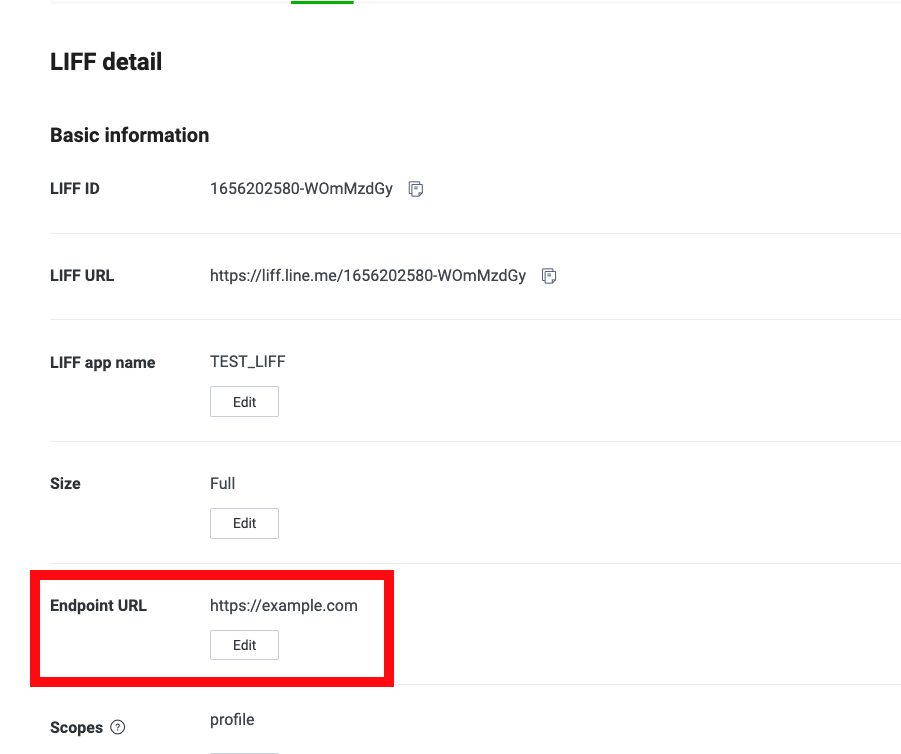 LIFF detail
Basic information
LIFF ID 1656202580-WOmMzdGy
LIFF URL https://liff.line.me/1656202580-WOmMzdGy
LIFF app name TEST_LIFF
Edit
Size Full
Edit
Endpoint URL https://example.com
Edit
Scopes ? profile